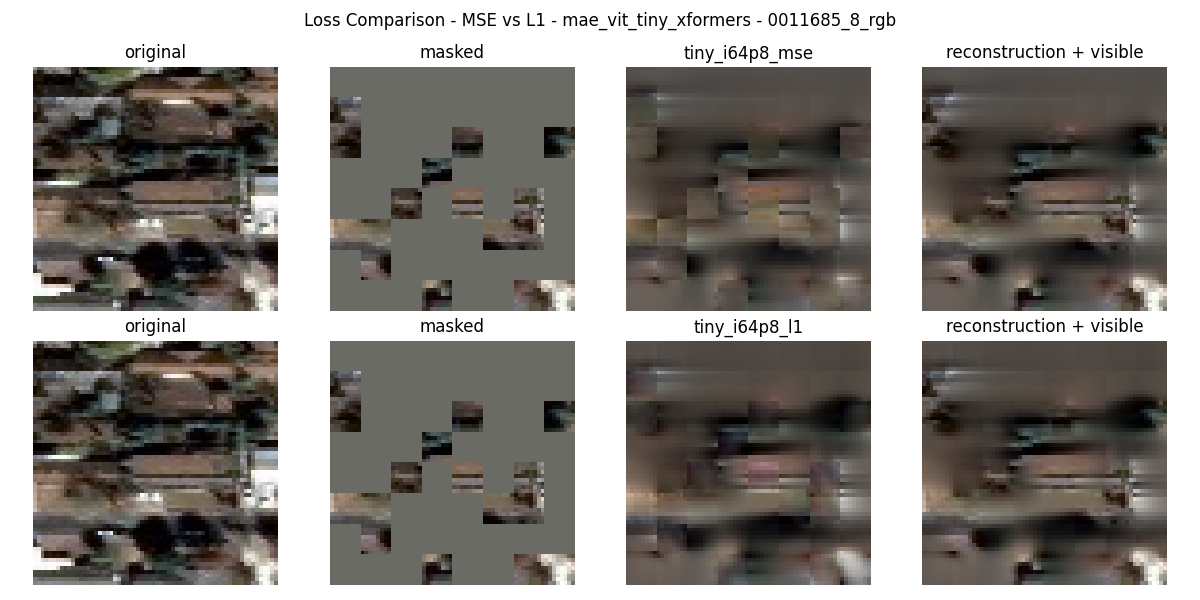 Loss Comparison - MSE vs L1 - mae_vit_tiny_xformers - 0011685_8_rgb
original masked tiny_i64p8_mse reconstruction + visible
original masked tiny_i64p8_l1 reconstruction + visible